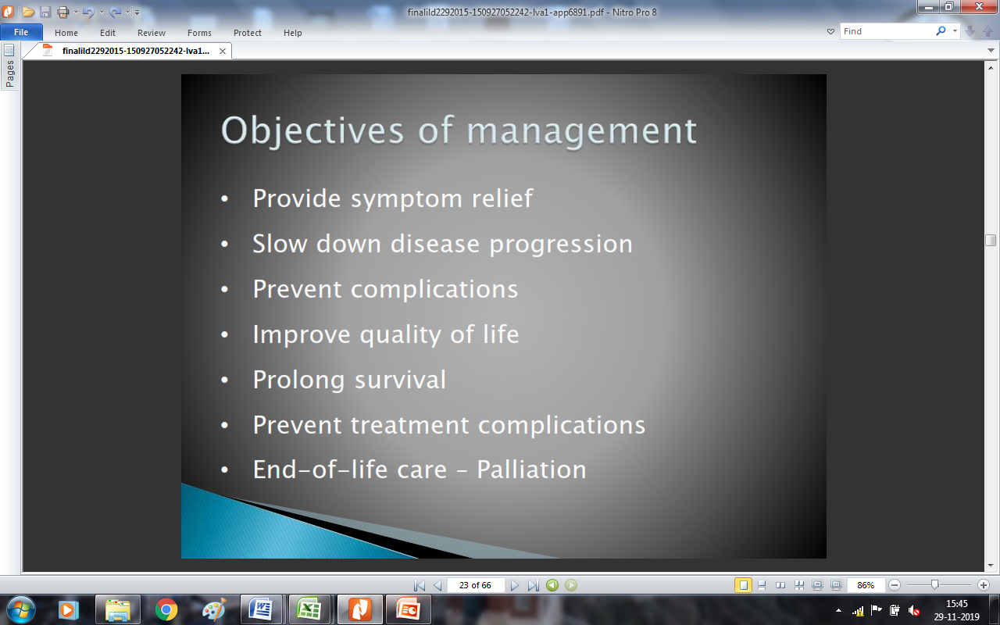 finalild2292015-150927052242-lva1-app6891.pdf - Nitro Pro 8
File Home Edit Review Forms Protect Help
Find
finalild2292015-150927052242-lva1...
Pages
Objectives of management
• Provide symptom relief
• Slow down disease progression
• Prevent complications
• Improve quality of life
• Prolong survival
• Prevent treatment complications
• End-of-life care – Palliation
23 of 66
86%
15:45
29-11-2019